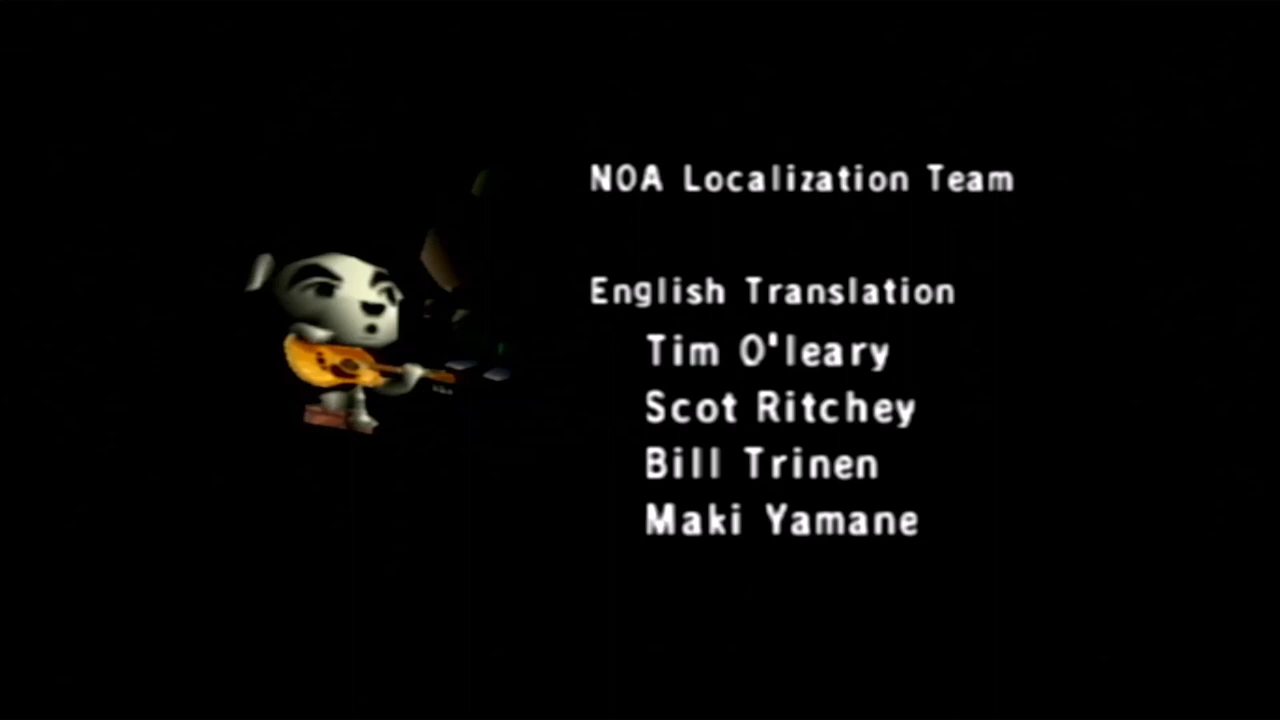 NOA Localization Team
English Translation
Tim O'leary
Scot Ritchey
Bill Trinen
Maki Yamane